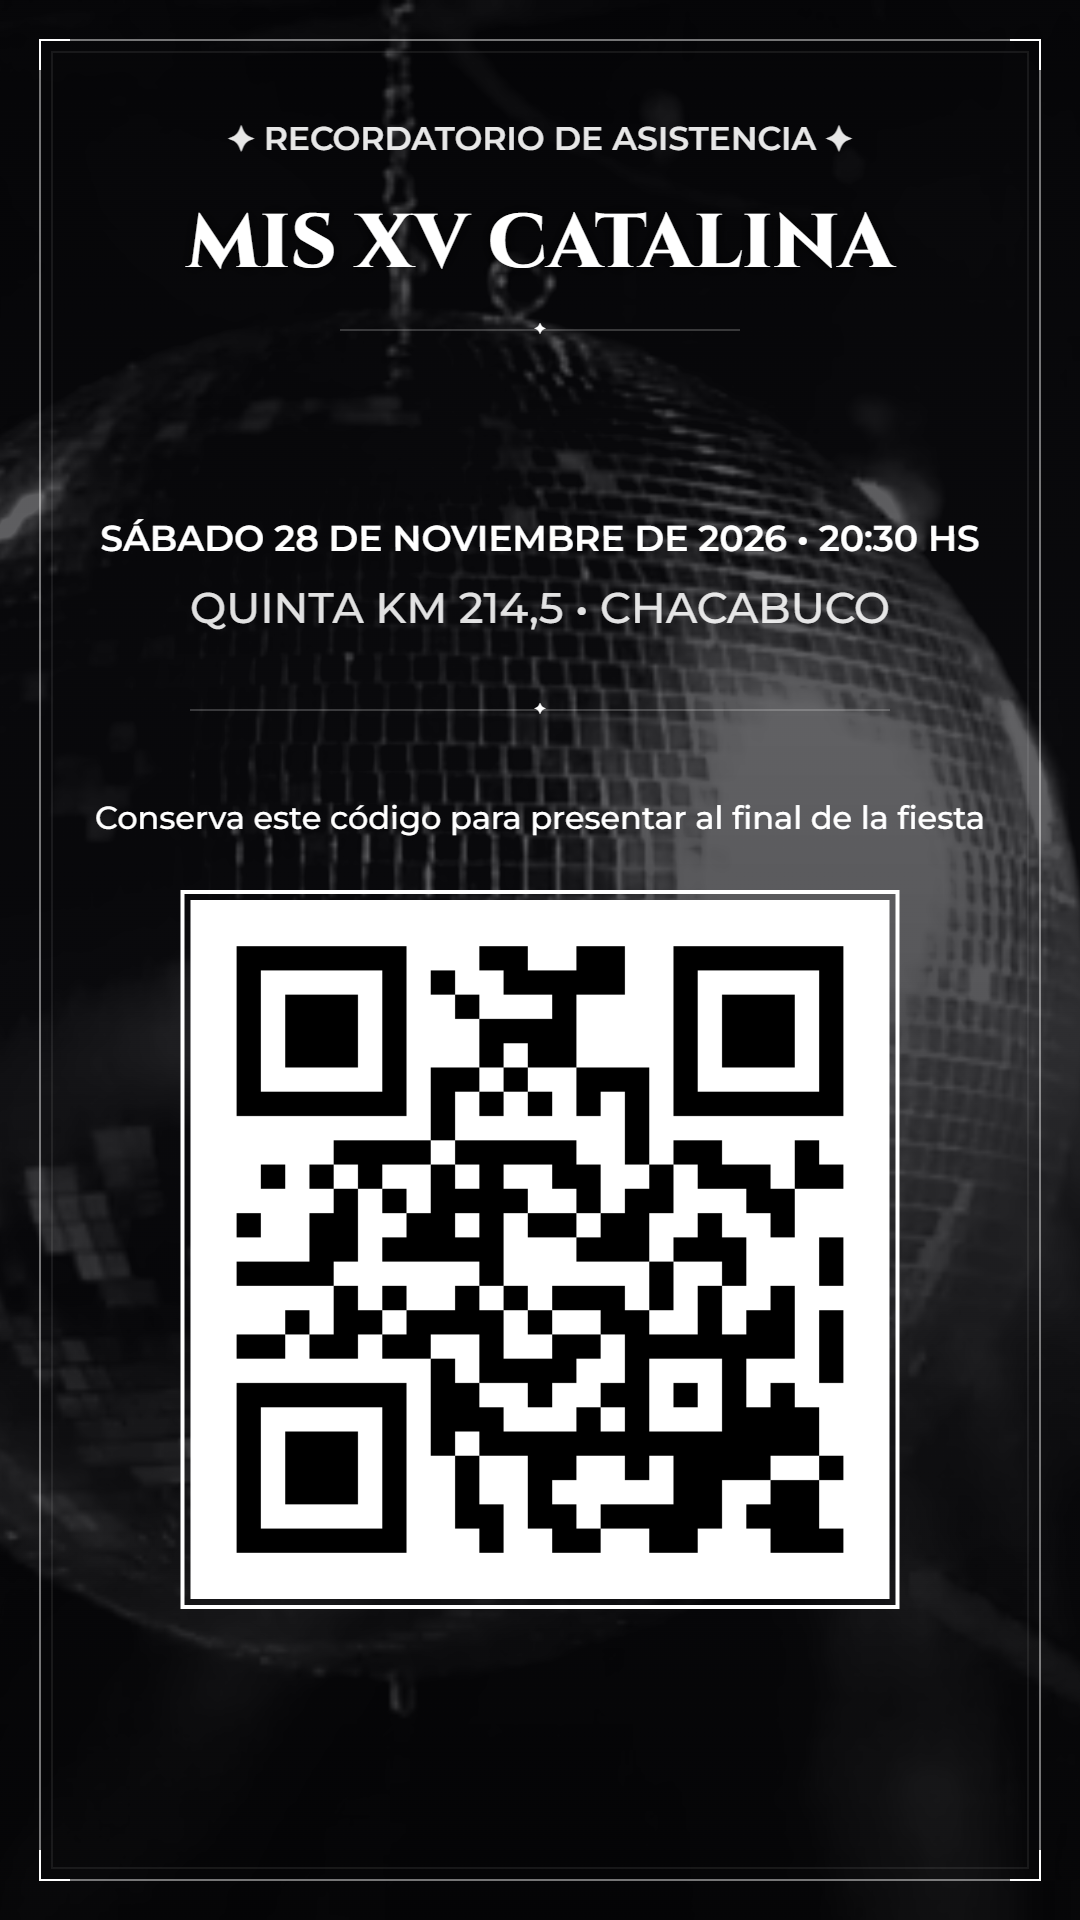 ✦ RECORDATORIO DE ASISTENCIA ✦
MIS XV CATALINA
SÁBADO 28 DE NOVIEMBRE DE 2026 • 20:30 HS
QUINTA KM 214,5 • CHACABUCO
Conserva este código para presentar al final de la fiesta